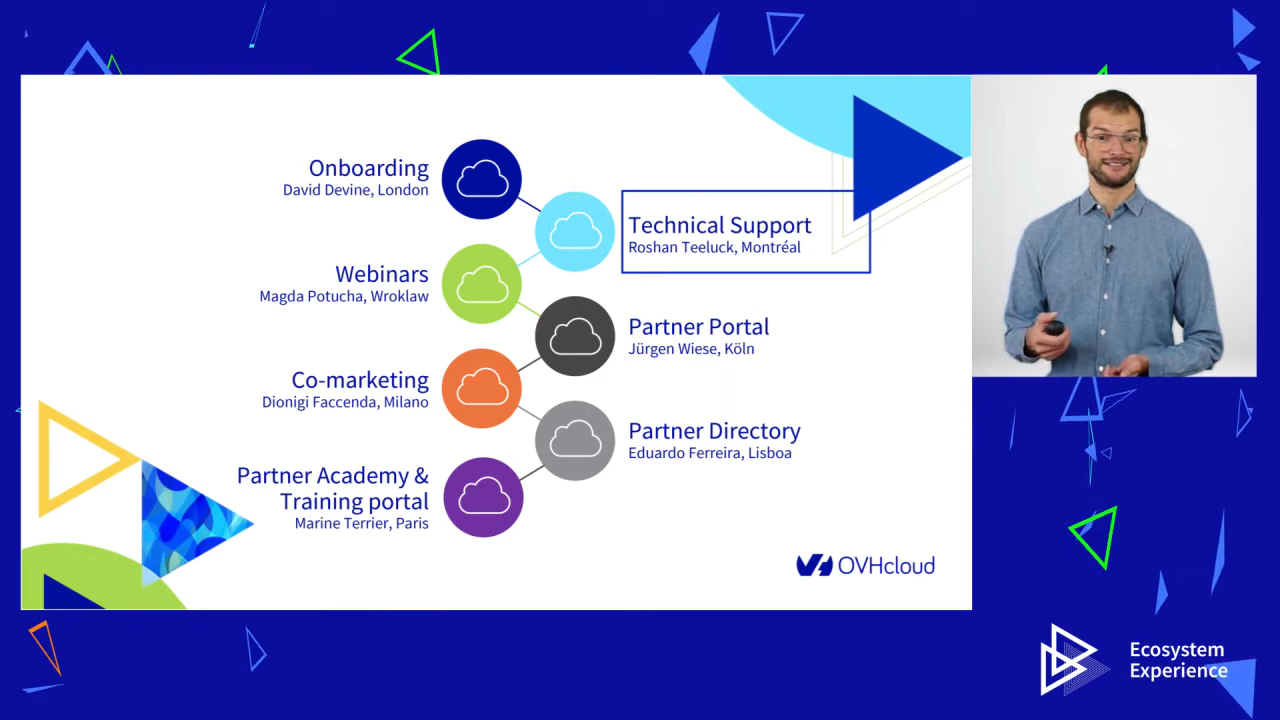 Onboarding
David Devine, London
Technical Support
Roshan Teeluck, Montréal
Webinars
Magda Potucha, Wroklaw
Partner Portal
Jürgen Wiese, Köln
Co-marketing
Dionigi Faccenda, Milano
Partner Directory
Eduardo Ferreira, Lisboa
Partner Academy &
Training portal
Marine Terrier, Paris
OVHcloud
Ecosystem
Experience